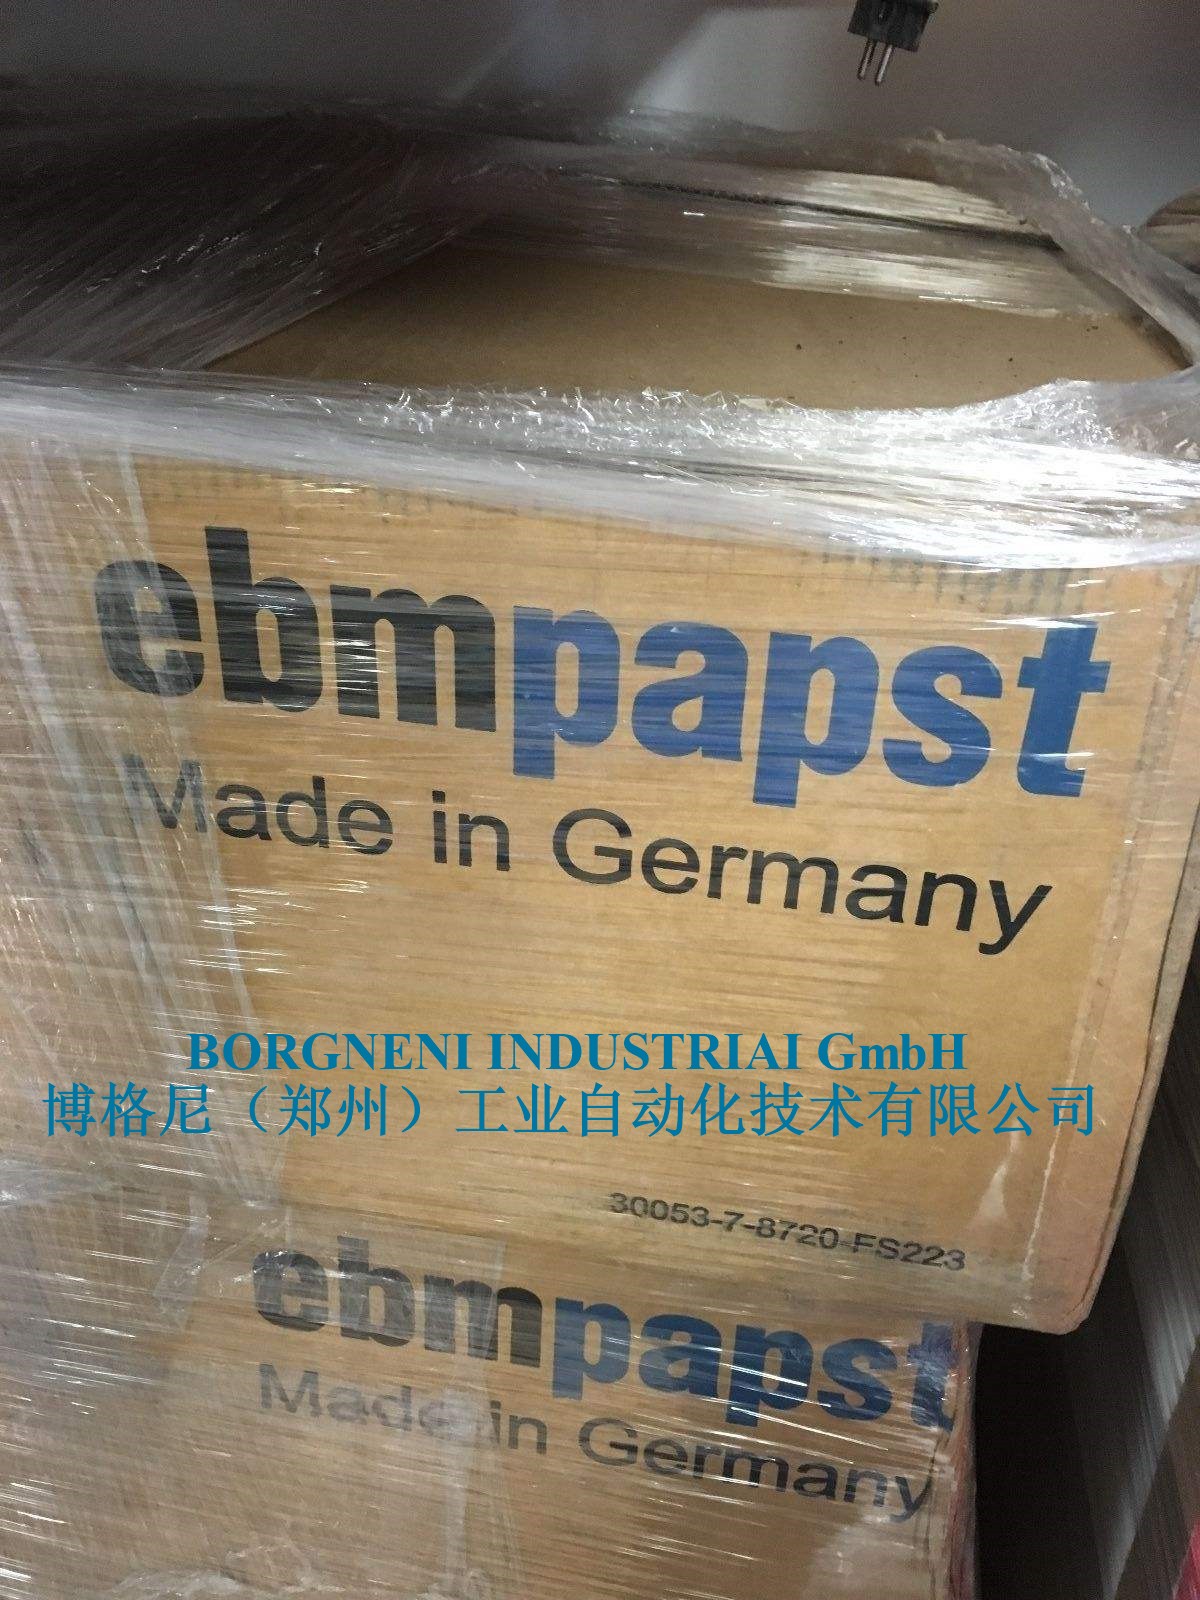 ebmpapst
Made in Germany
BORGNENI INDUSTRIAI GmbH
博格尼（郑州）工业自动化技术有限公司
30053-7-8720-FS223
ebmpapst
Made in Germany